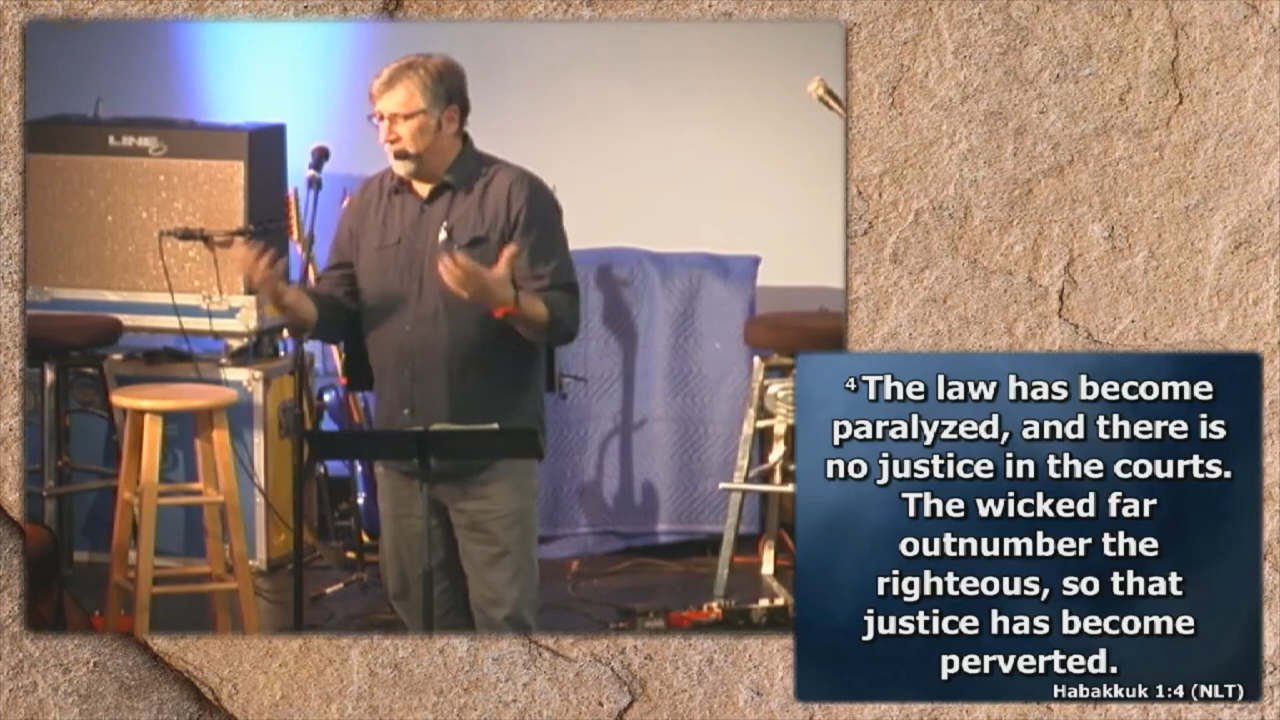 LINE 6
⁴The law has become
paralyzed, and there is
no justice in the courts.
The wicked far
outnumber the
righteous, so that
justice has become
perverted.
Habakkuk 1:4 (NLT)